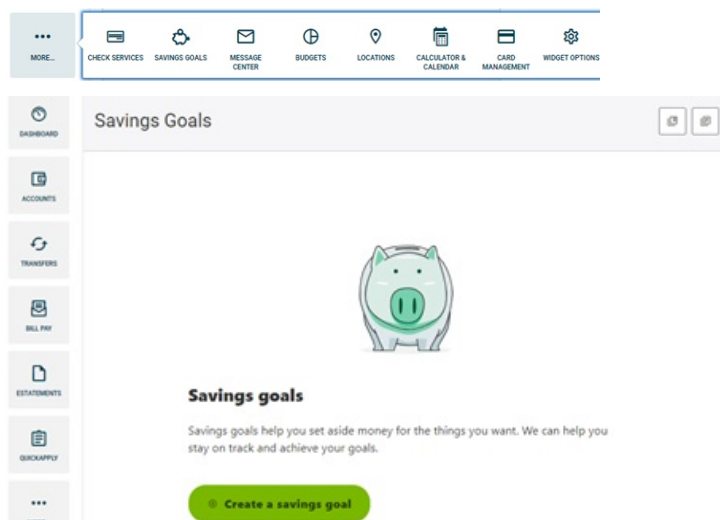 MORE...
CHECK SERVICES
SAVINGS GOALS
MESSAGE
CENTER
BUDGETS
LOCATIONS
CALCULATOR &
CALENDAR
CARD
MANAGEMENT
WIDGET OPTIONS
DASHBOARD
ACCOUNTS
TRANSFERS
BILL PAY
ESTATEMENTS
QUICKAPPLY
Savings Goals
Savings goals
Savings goals help you set aside money for the things you want. We can help you
stay on track and achieve your goals.
Create a savings goal